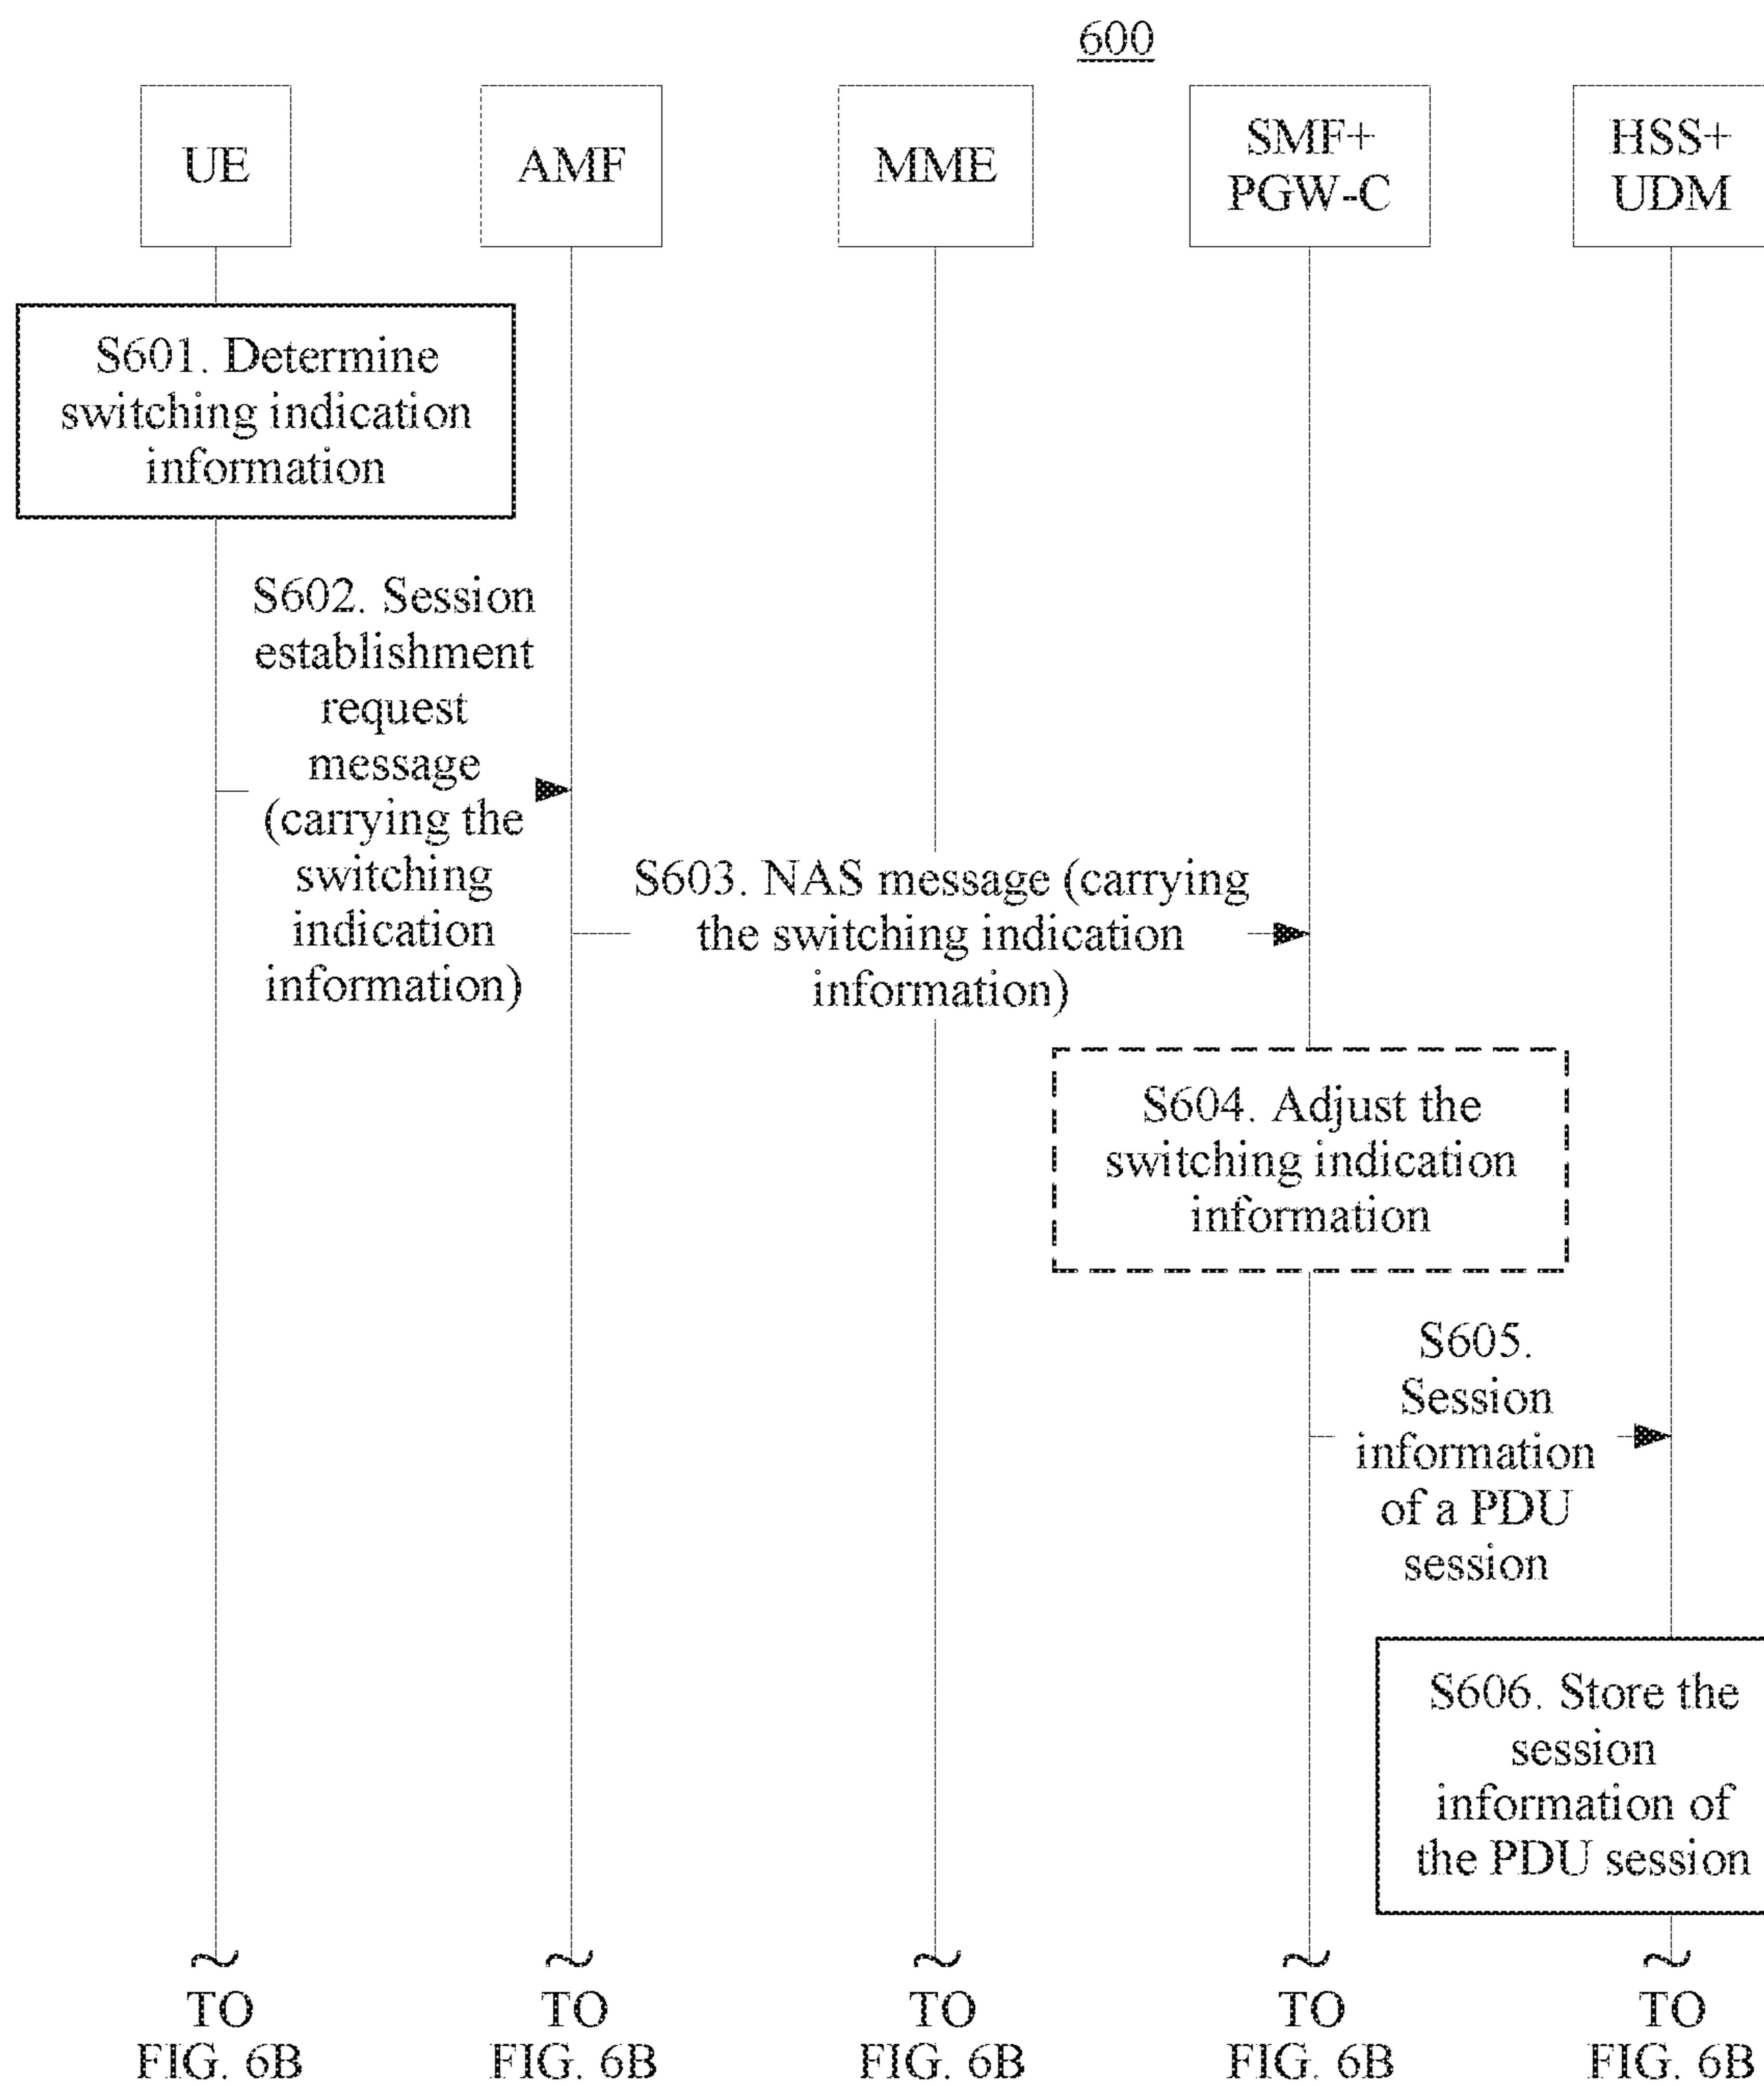 600
UE
AMF
MME
SMF+
PGW-C
HSS+
UDM
S601. Determine
switching indication
information
S602. Session
establishment
request
message
(carrying the
switching
indication
information)
S603. NAS message (carrying
the switching indication
information)
S604. Adjust the
switching indication
information
S605.
Session
information
of a PDU
session
S606. Store the
session
information of
the PDU session
~
TO
FIG. 6B
~
TO
FIG. 6B
~
TO
FIG. 6B
~
TO
FIG. 6B
~
TO
FIG. 6B